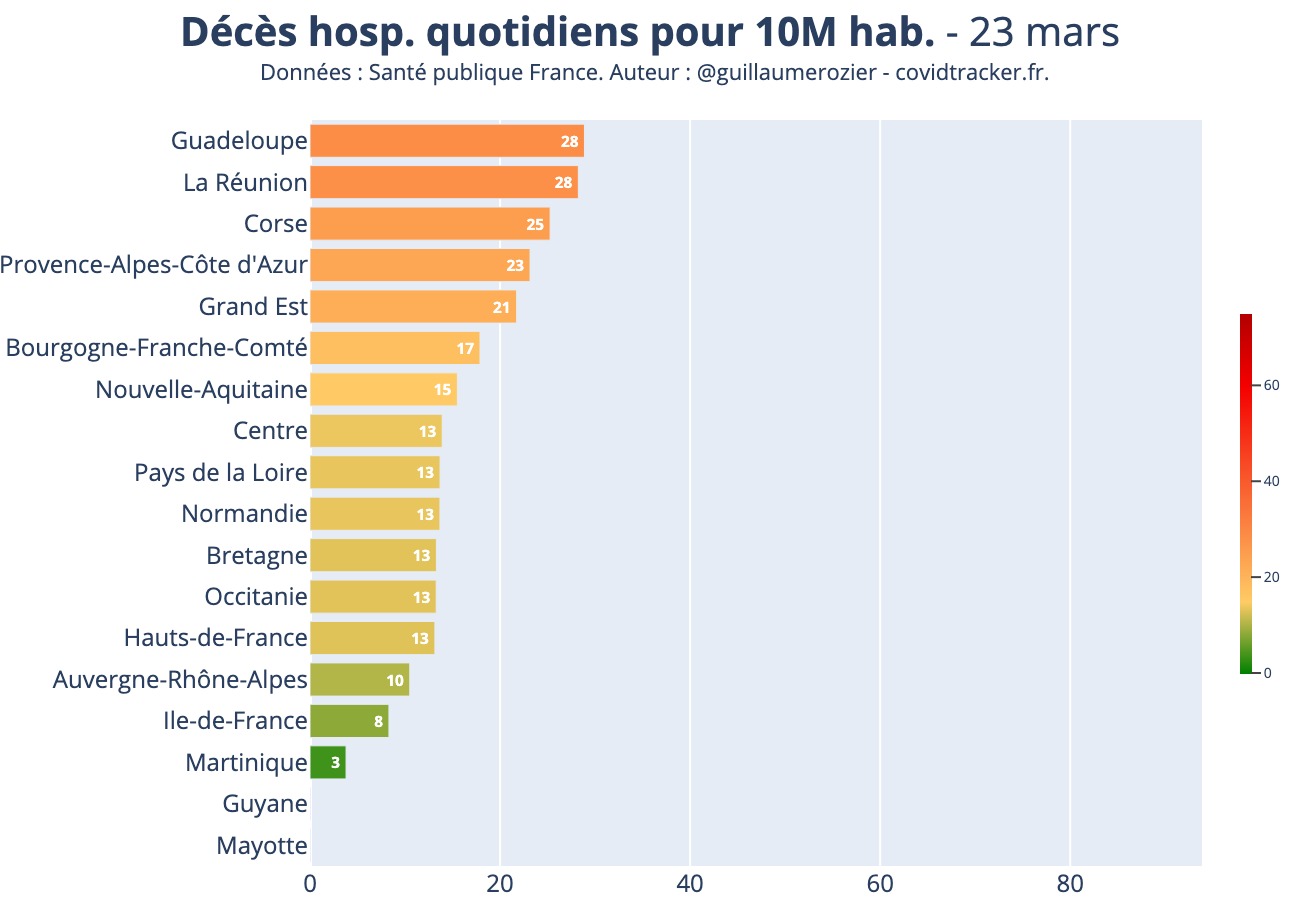 Décès hosp. quotidiens pour 10M hab. - 23 mars
Données : Santé publique France. Auteur : @guillaumerozier - covidtracker.fr.
Guadeloupe 28
La Réunion 28
Corse 25
Provence-Alpes-Côte d'Azur 23
Grand Est 21
Bourgogne-Franche-Comté 17
Nouvelle-Aquitaine 15
Centre 13
Pays de la Loire 13
Normandie 13
Bretagne 13
Occitanie 13
Hauts-de-France 13
Auvergne-Rhône-Alpes 10
Ile-de-France 8
Martinique 3
Guyane
Mayotte
0 20 40 60 80
60
40
20
0